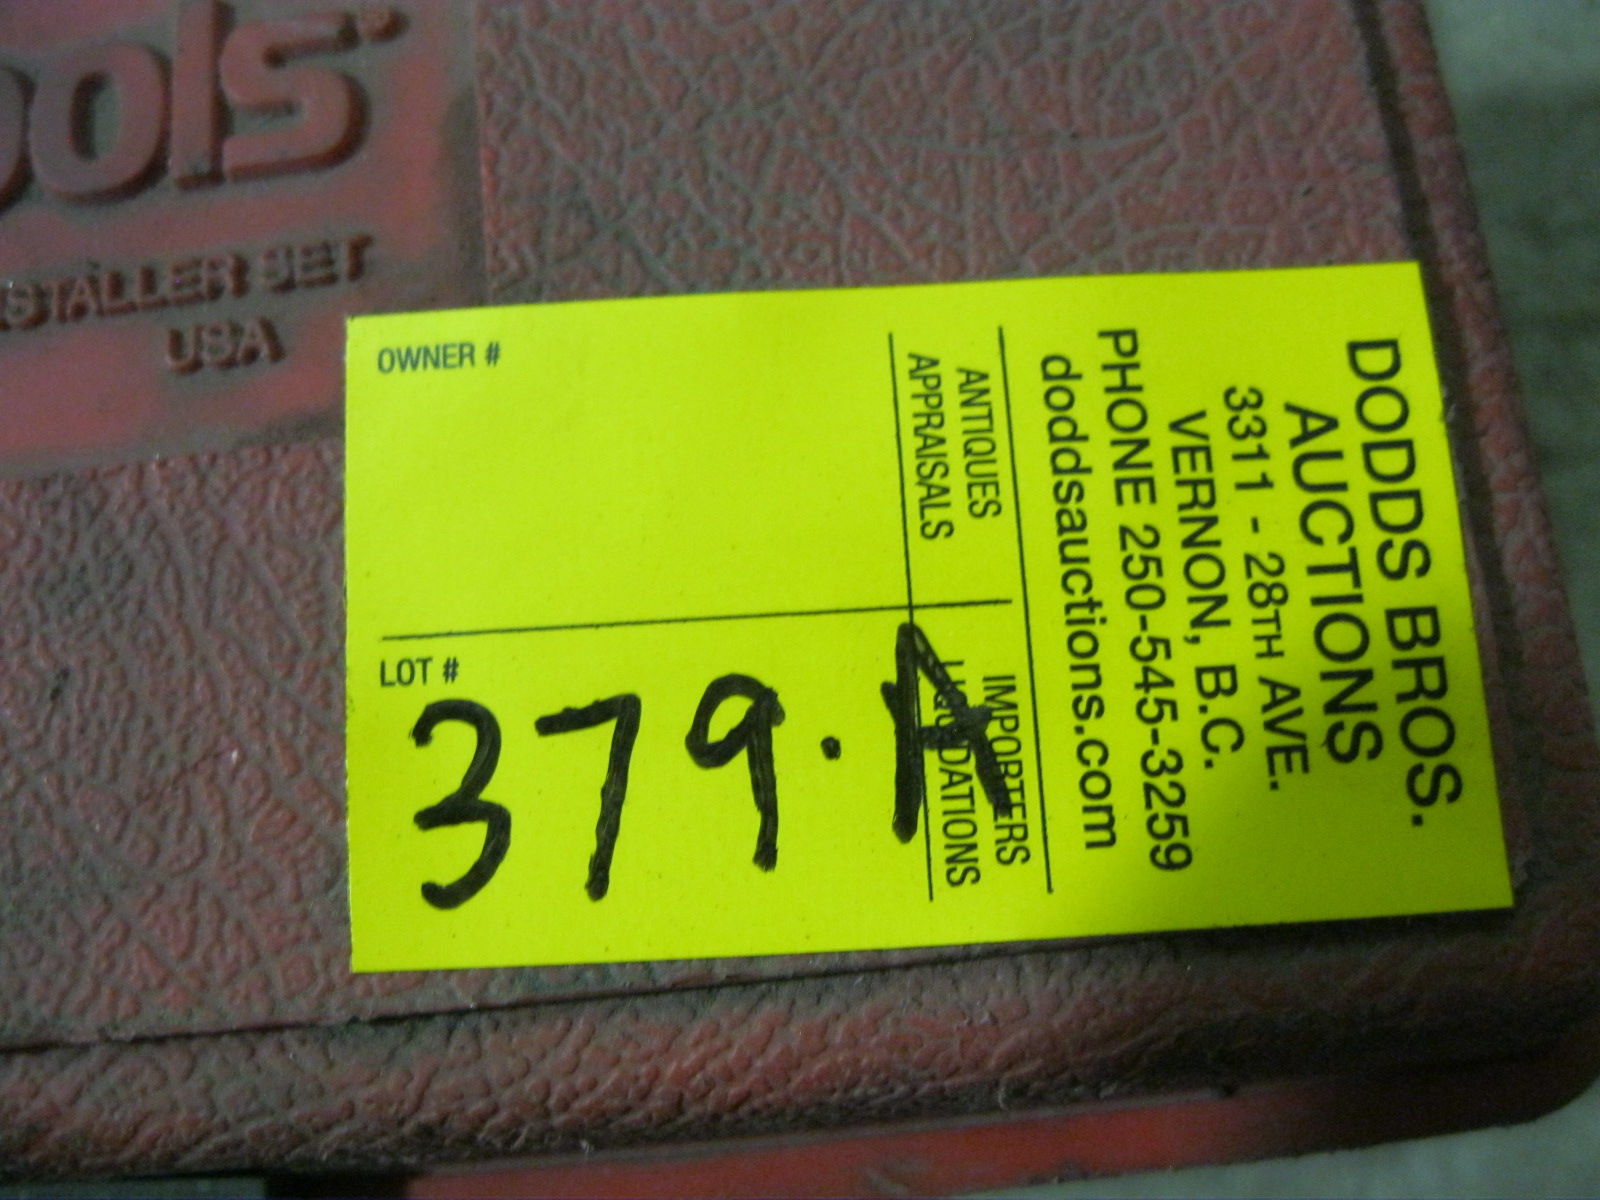 ools®
STALLER SET
USA
OWNER #
LOT #
379.A
ANTIQUES
APPRAISALS
IMPORTERS
LIQUIDATIONS
DODDS BROS.
AUCTIONS
3311 - 28TH AVE.
VERNON, B.C.
PHONE 250-545-3259
doddsauctions.com